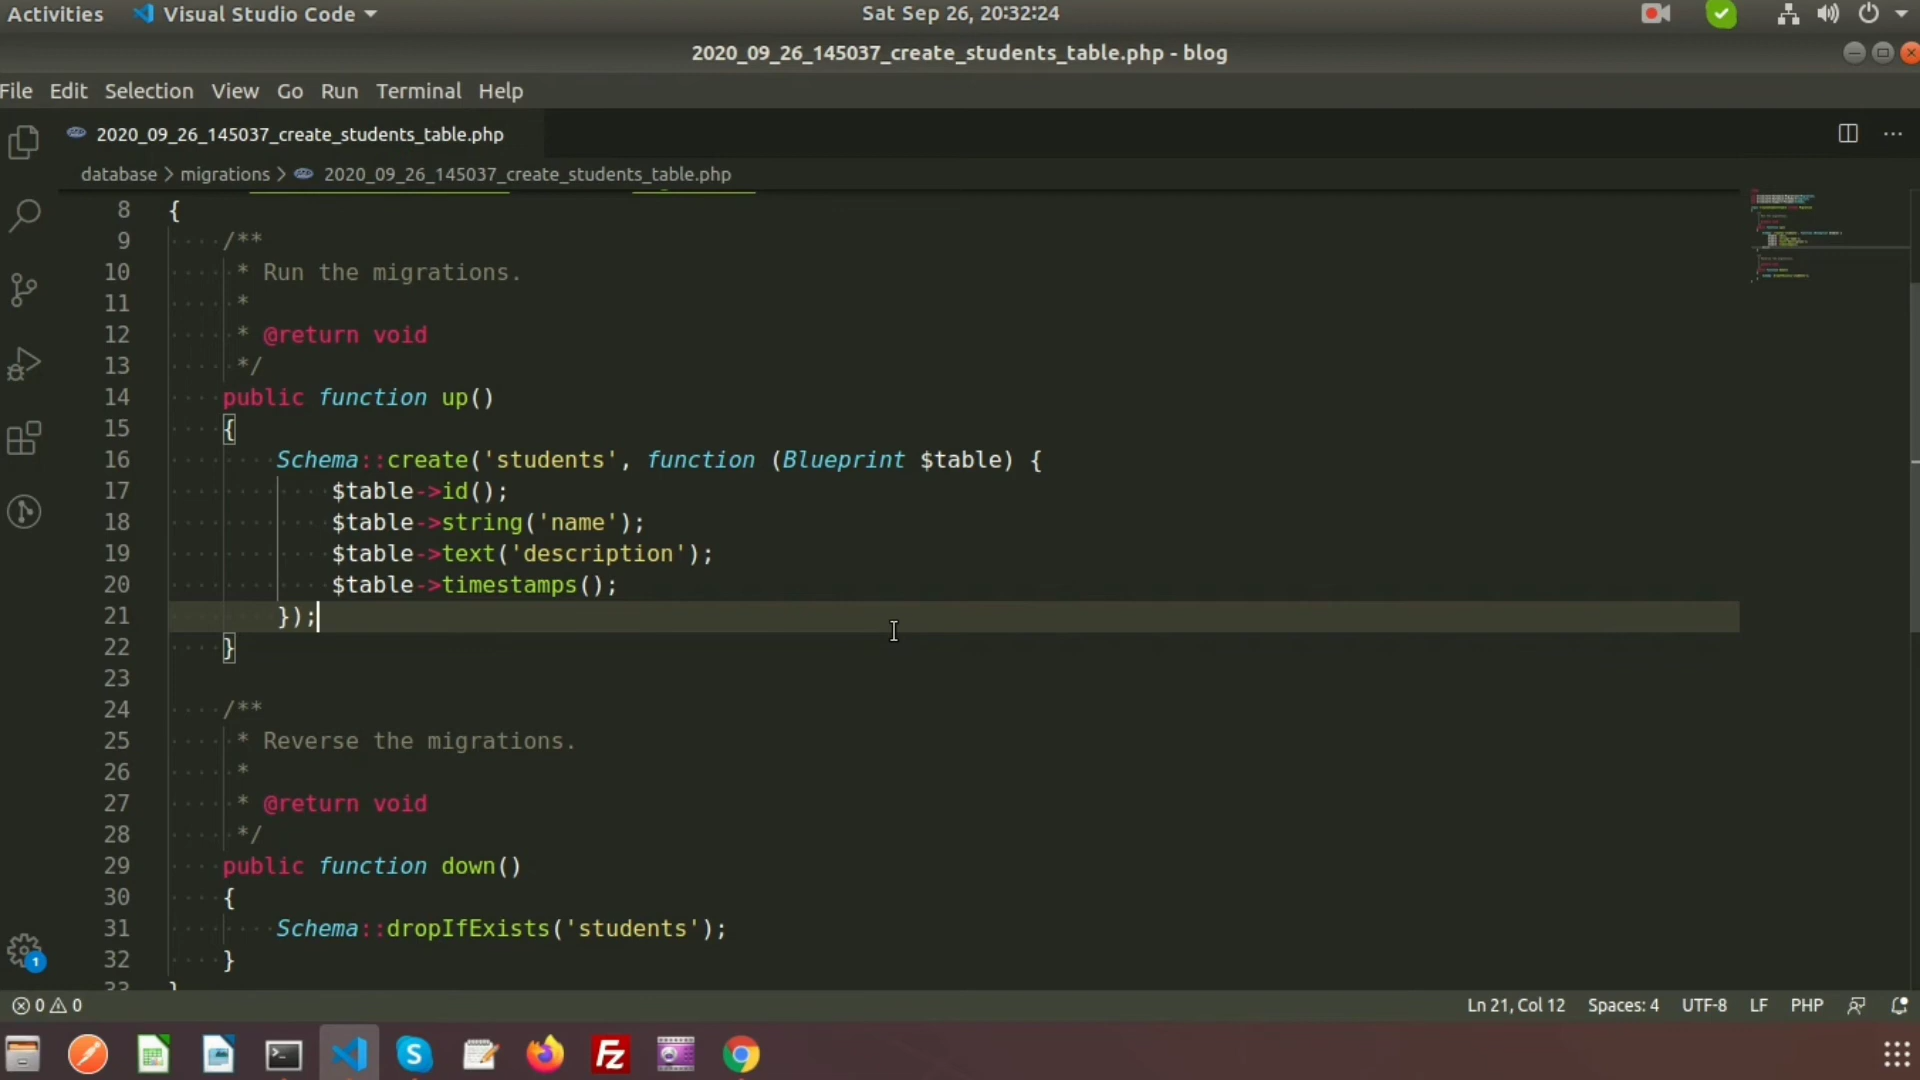 Activities Visual Studio Code Sat Sep 26, 20:32:24
2020_09_26_145037_create_students_table.php - blog
File Edit Selection View Go Run Terminal Help
2020_09_26_145037_create_students_table.php
database > migrations > 2020_09_26_145037_create_students_table.php
8 {
9 /**
10 * Run the migrations.
11 *
12 * @return void
13 */
14 public function up()
15 {
16 Schema::create('students', function (Blueprint $table) {
17 $table->id();
18 $table->string('name');
19 $table->text('description');
20 $table->timestamps();
21 });
22 }
23
24 /**
25 * Reverse the migrations.
26 *
27 * @return void
28 */
29 public function down()
30 {
31 Schema::dropIfExists('students');
32 }
33 }
0 0 Ln 21, Col 12 Spaces: 4 UTF-8 LF PHP
1